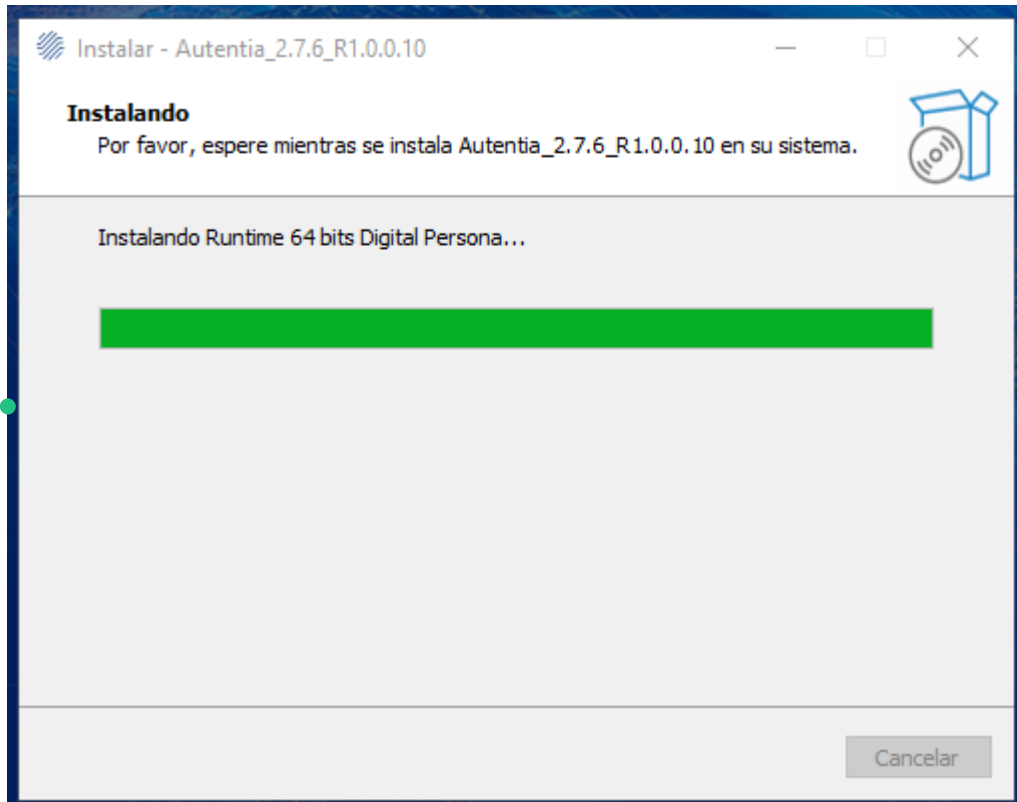 Instalar - Autentia_2.7.6_R1.0.0.10
Instalando
Por favor, espere mientras se instala Autentia_2.7.6_R1.0.0.10 en su sistema.
Instalando Runtime 64 bits Digital Persona...
Cancelar